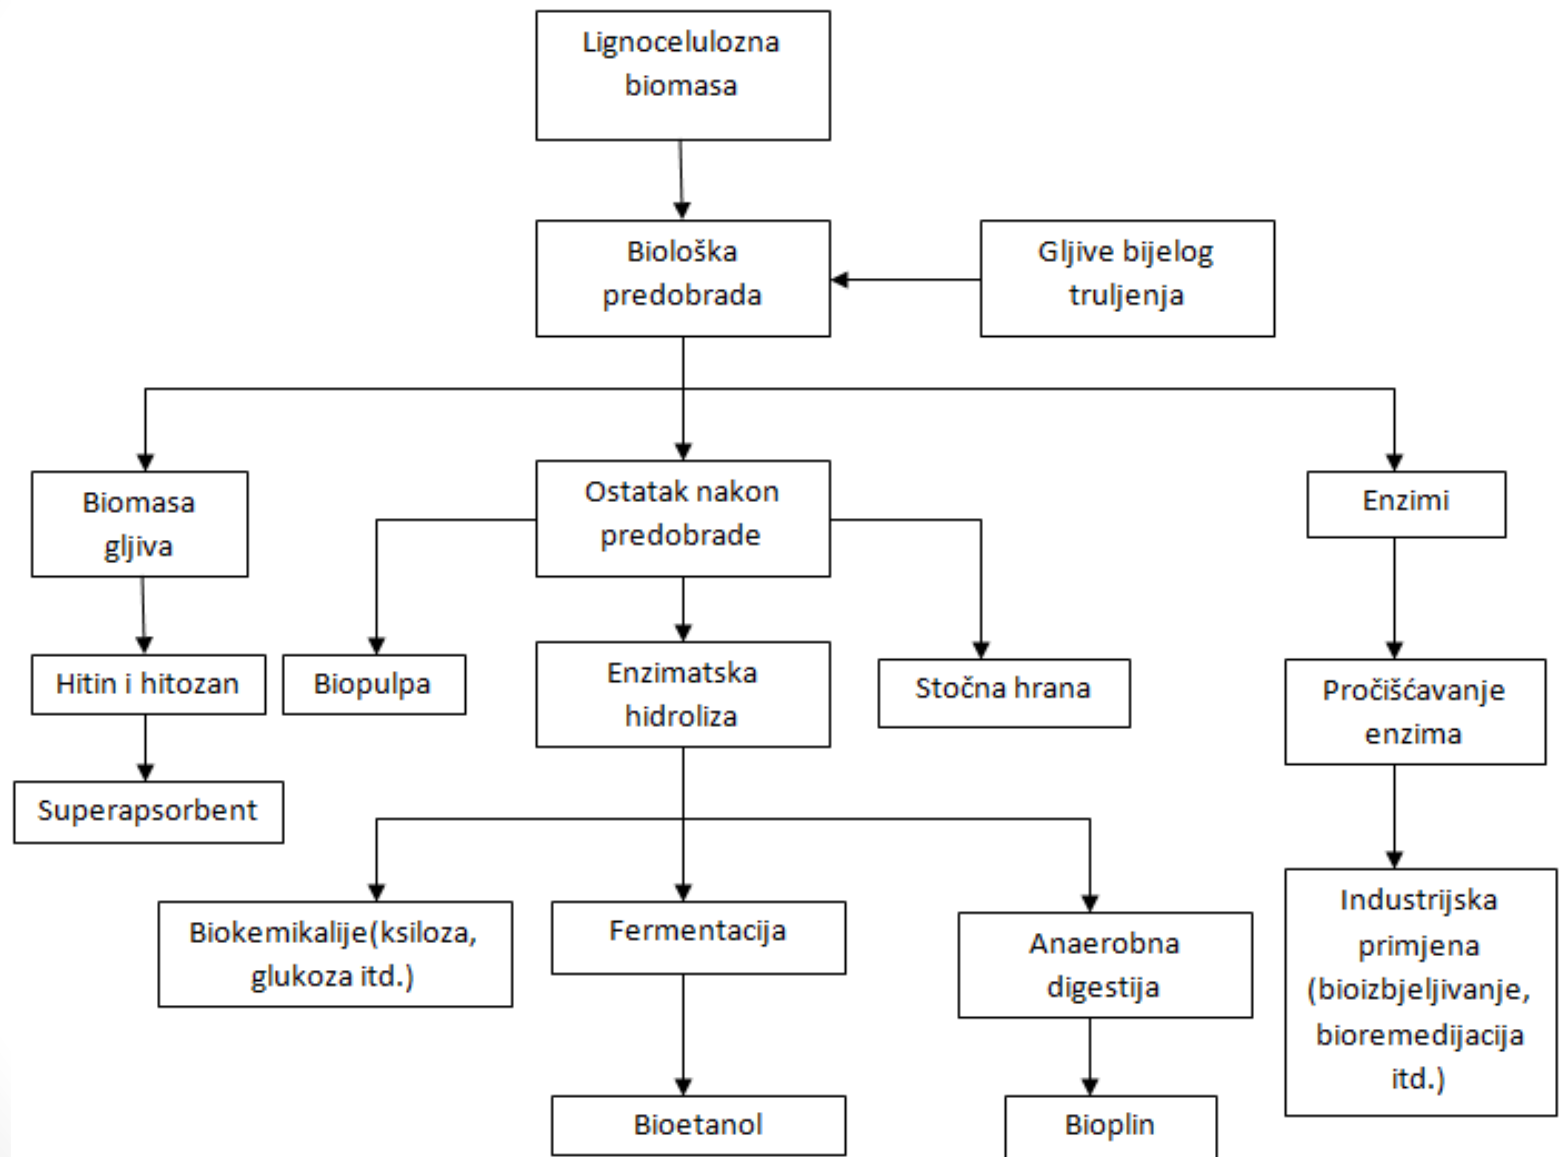 Lignocelulozna
biomasa
Biološka
predobrada
Gljive bijelog
truljenja
Biomasa
gljiva
Ostatak nakon
predobrade
Enzimi
Hitin i hitozan
Biopulpa
Enzimatska
hidroliza
Stočna hrana
Pročišćavanje
enzima
Superapsorbent
Biokemikalije(ksiloza,
glukoza itd.)
Fermentacija
Anaerobna
digestija
Industrijska
primjena
(bioizbjeljivanje,
bioremedijacija
itd.)
Bioetanol
Bioplin